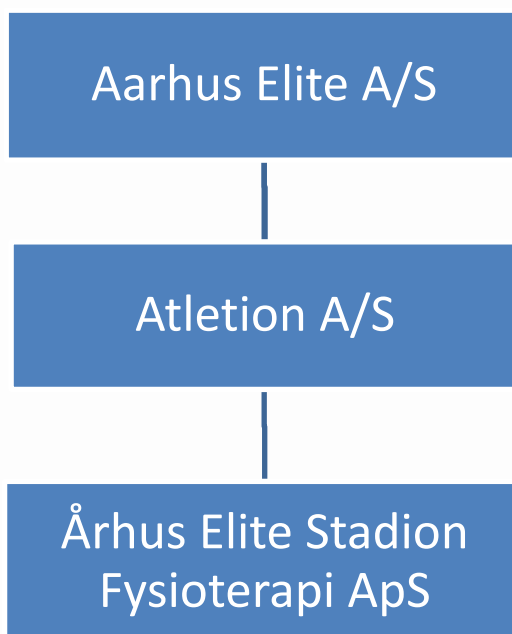 Aarhus Elite A/S
Atletion A/S
Århus Elite Stadion
Fysioterapi ApS